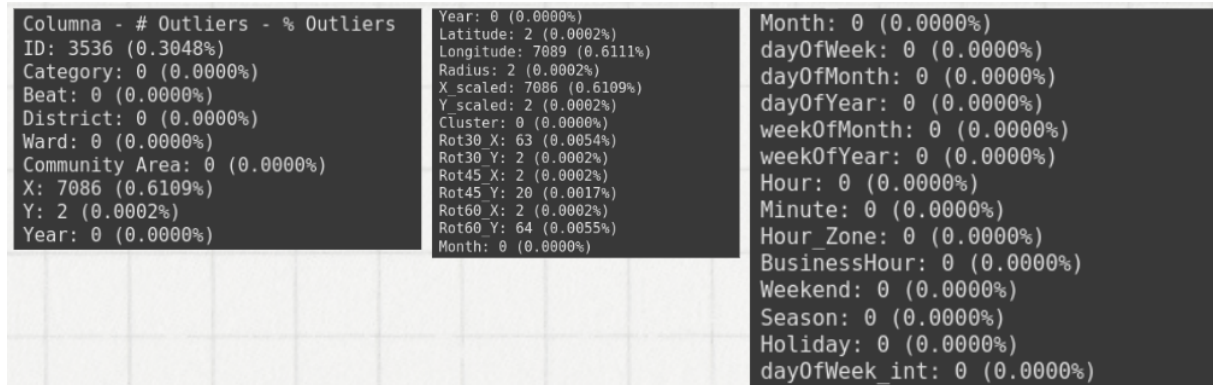 Columna - # Outliers - % Outliers
ID: 3536 (0.3048%)
Category: 0 (0.0000%)
Beat: 0 (0.0000%)
District: 0 (0.0000%)
Ward: 0 (0.0000%)
Community Area: 0 (0.0000%)
X: 7086 (0.6109%)
Y: 2 (0.0002%)
Year: 0 (0.0000%)
Year: 0 (0.0000%)
Latitude: 2 (0.0002%)
Longitude: 7089 (0.6111%)
Radius: 2 (0.0002%)
X_scaled: 7086 (0.6109%)
Y_scaled: 2 (0.0002%)
Cluster: 0 (0.0000%)
Rot30_X: 63 (0.0054%)
Rot30_Y: 2 (0.0002%)
Rot45_X: 2 (0.0002%)
Rot45_Y: 20 (0.0017%)
Rot60_X: 2 (0.0002%)
Rot60_Y: 64 (0.0055%)
Month: 0 (0.0000%)
Month: 0 (0.0000%)
dayOfWeek: 0 (0.0000%)
dayOfMonth: 0 (0.0000%)
dayOfYear: 0 (0.0000%)
weekOfMonth: 0 (0.0000%)
weekOfYear: 0 (0.0000%)
Hour: 0 (0.0000%)
Minute: 0 (0.0000%)
Hour_Zone: 0 (0.0000%)
BusinessHour: 0 (0.0000%)
Weekend: 0 (0.0000%)
Season: 0 (0.0000%)
Holiday: 0 (0.0000%)
dayOfWeek_int: 0 (0.0000%)